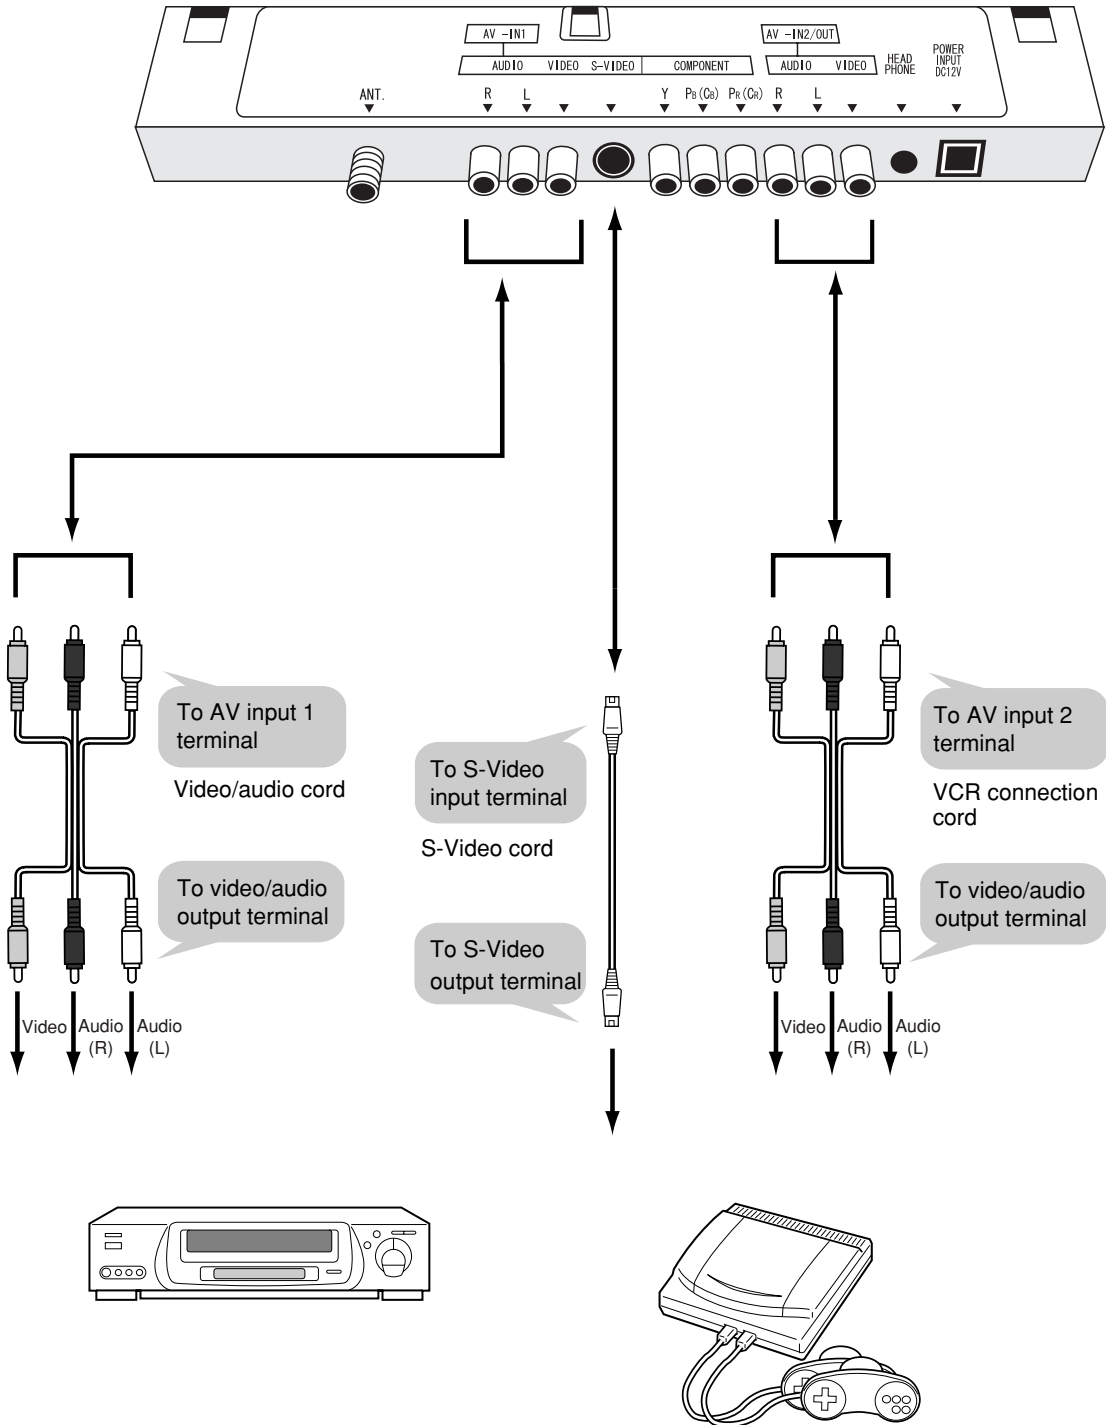 AV -IN1
AV -IN2/OUT
AUDIO VIDEO S-VIDEO COMPONENT
AUDIO VIDEO
HEAD
PHONE
POWER
INPUT
DC12V
ANT.
R L Y PB(CB) PR(CR) R L
To AV input 1
terminal
Video/audio cord
To video/audio
output terminal
Video
Audio
(R)
Audio
(L)
To S-Video
input terminal
S-Video cord
To S-Video
output terminal
To AV input 2
terminal
VCR connection
cord
To video/audio
output terminal
Video
Audio
(R)
Audio
(L)